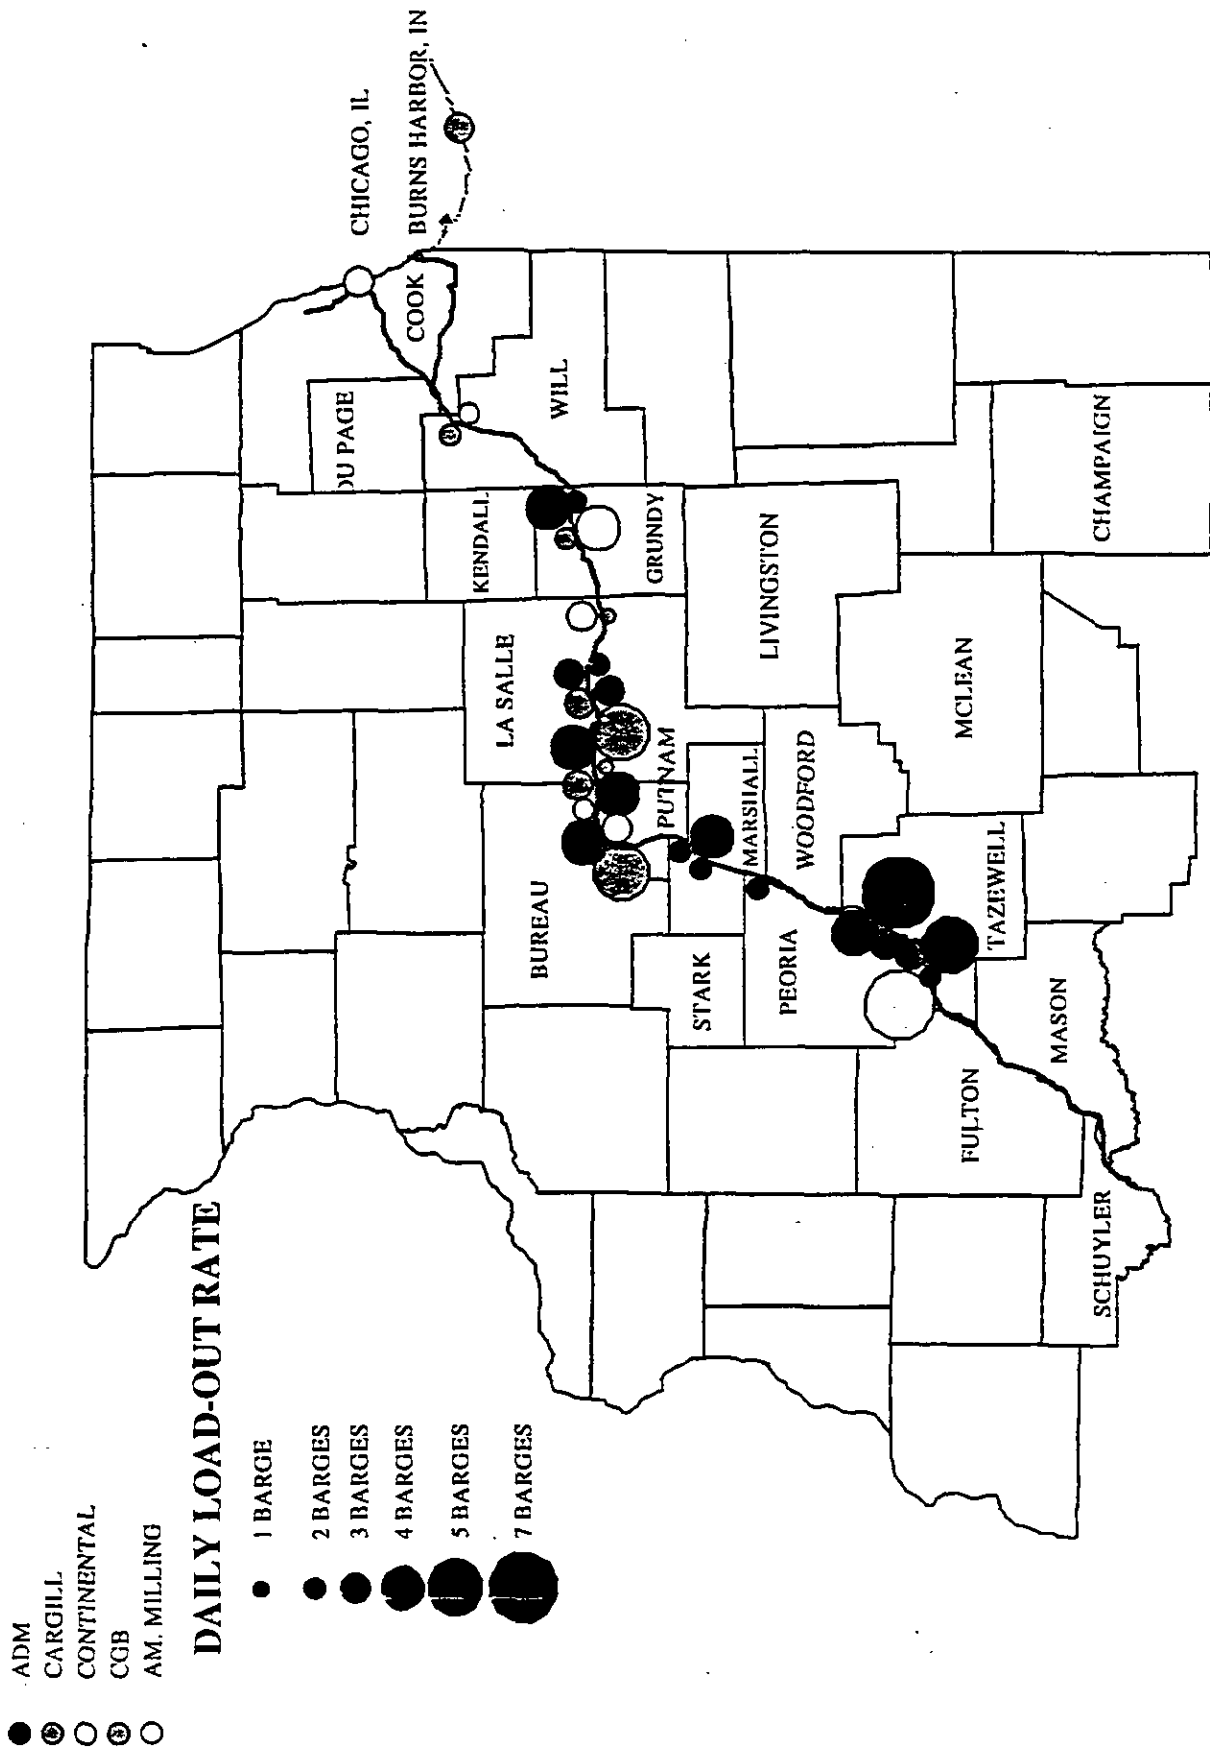 ADM
CARGILL
CONTINENTAL
CGB
AM. MILLING
DAILY LOAD-OUT RATE
1 BARGE
2 BARGES
3 BARGES
4 BARGES
5 BARGES
7 BARGES
CHICAGO, IL
BURNS HARBOR, IN
COOK
DU PAGE
WILL
KENDALL
GRUNDY
LA SALLE
LIVINGSTON
CHAMPAIGN
MCLEAN
PUTNAM
MARSHALL
WOODFORD
BUREAU
STARK
PEORIA
TAZEWELL
MASON
FULTON
SCHUYLER